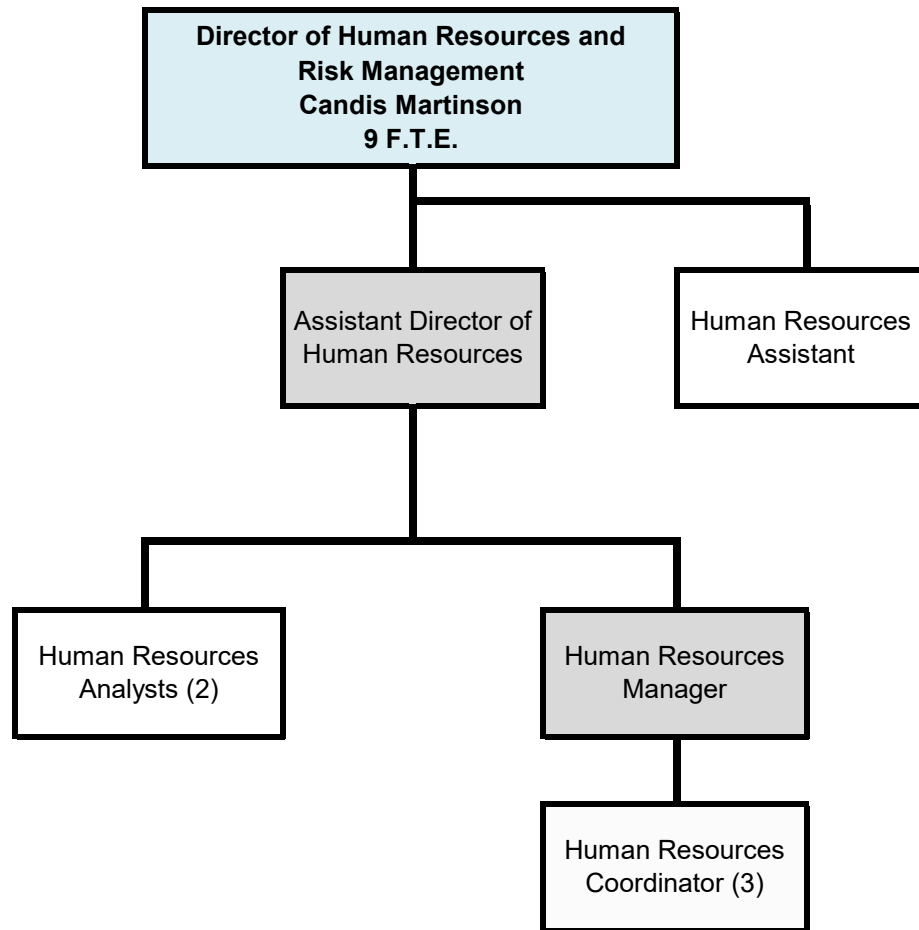 Director of Human Resources and
Risk Management
Candis Martinson
9 F.T.E.
Assistant Director of
Human Resources
Human Resources
Assistant
Human Resources
Analysts (2)
Human Resources
Manager
Human Resources
Coordinator (3)